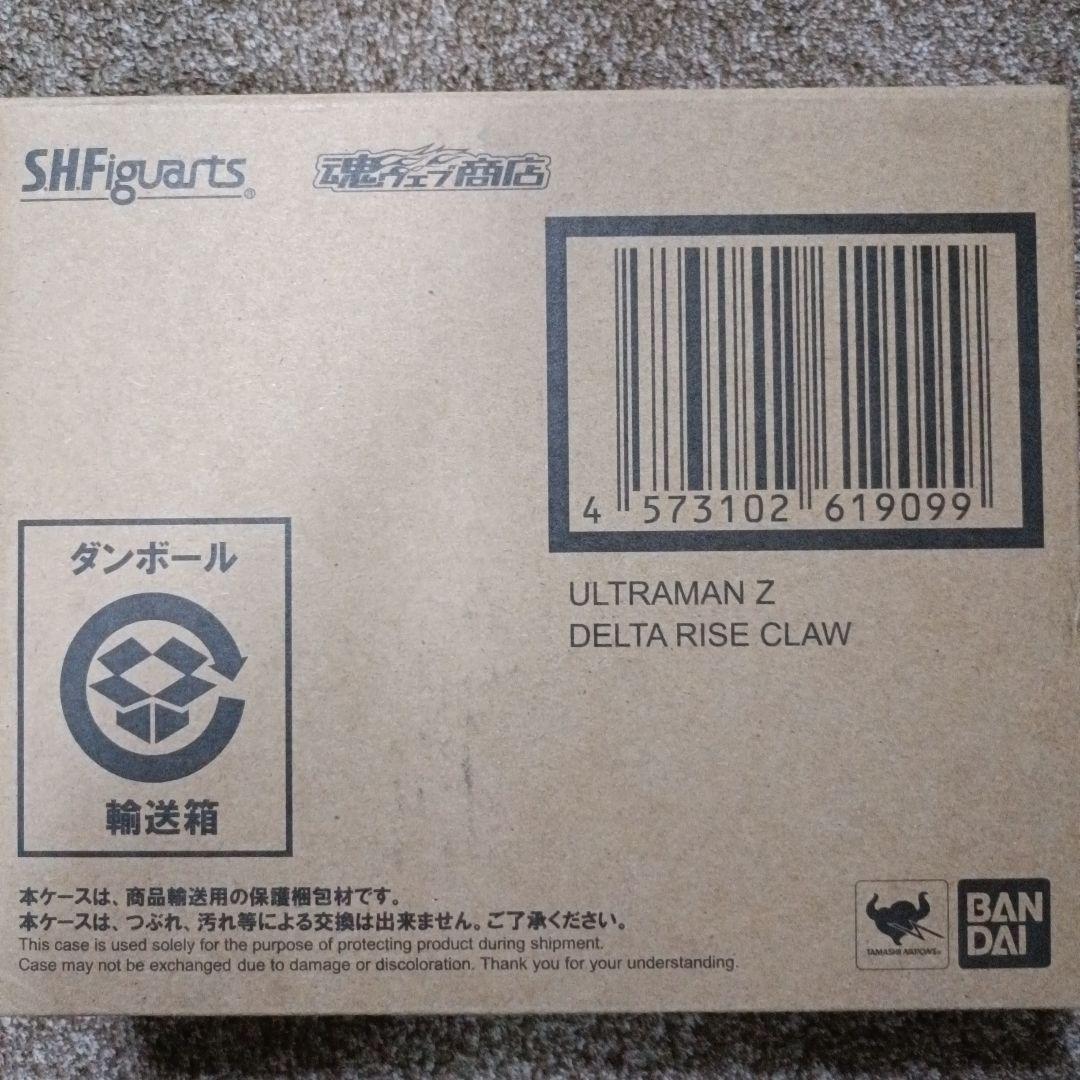 S.H.Figuarts®
魂ウェブ商店
4 573102 619099
ULTRAMAN Z
DELTA RISE CLAW
ダンボール
輸送箱
本ケースは、商品輸送用の保護梱包材です。
本ケースは、つぶれ、汚れ等による交換は出来ません。ご了承ください。
This case is used solely for the purpose of protecting product during shipment.
Case may not be exchanged due to damage or discoloration. Thank you for your understanding.
TAMASHII NATIONS
BAN
DAI